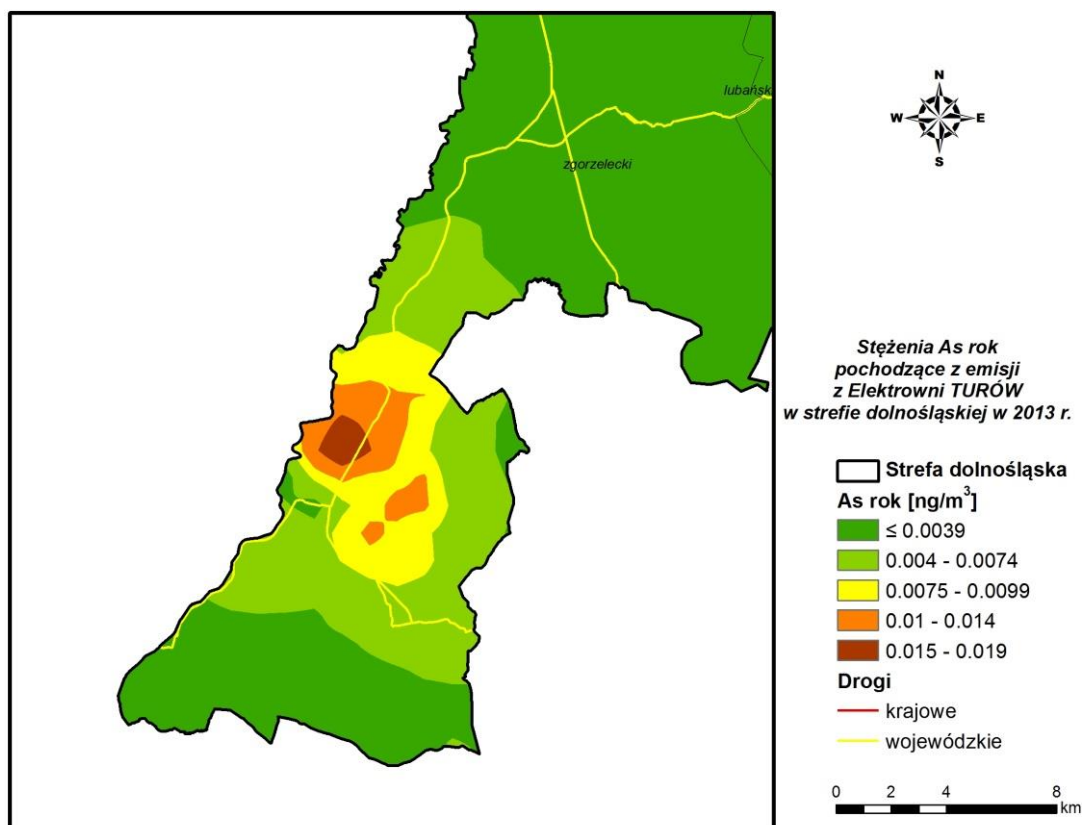 lubański
zgorzelecki
N
W E
S
Stężenia As rok
pochodzące z emisji
z Elektrowni TURÓW
w strefie dolnośląskiej w 2013 r.
Strefa dolnośląska
As rok [ng/m³]
≤ 0.0039
0.004 - 0.0074
0.0075 - 0.0099
0.01 - 0.014
0.015 - 0.019
Drogi
krajowe
wojewódzkie
0 2 4 8
km